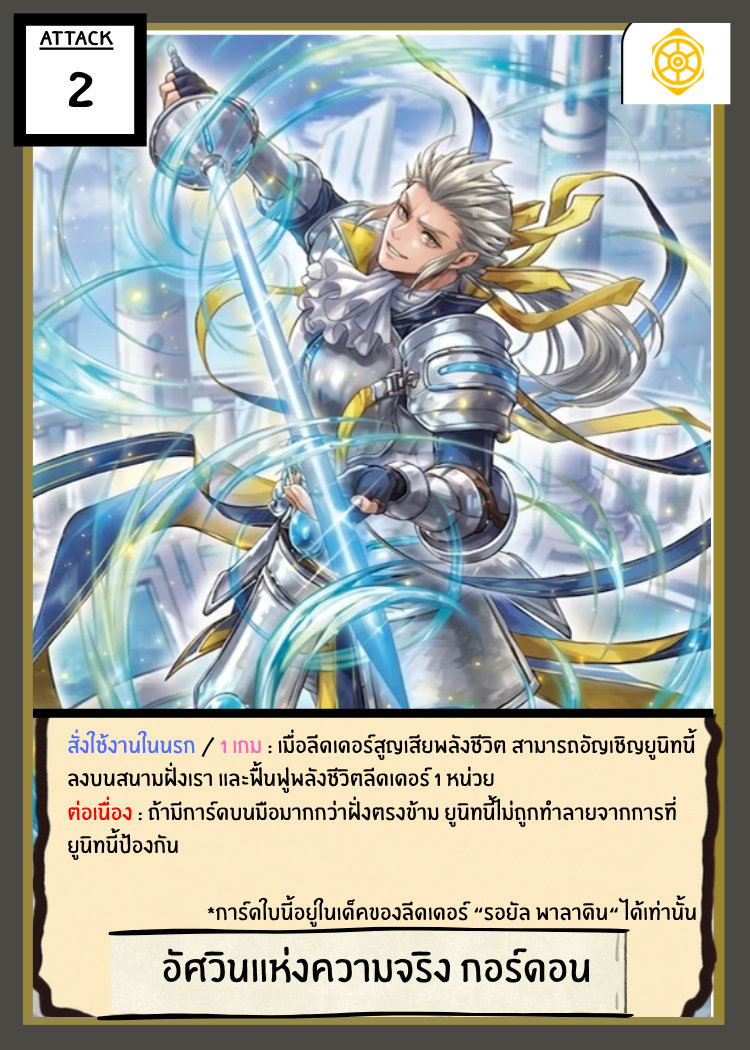 ATTACK
2
สั่งใช้งานในนรก / 1 เกม : เมื่อลีดเดอร์สูญเสียพลังชีวิต สามารถอัญเชิญยูนิทนี้
ลงบนสนามฝั่งเรา และฟื้นฟูพลังชีวิตลีดเดอร์ 1 หน่วย
ต่อเนื่อง : ถ้ามีการ์ดบนมือมากกว่าฝั่งตรงข้าม ยูนิทนี้ไม่ถูกทำลายจากการที่
ยูนิทนี้ป้องกัน
*การ์ดใบนี้อยู่ในเด็คของลีดเดอร์ “รอยัล พาลาดิน“ ได้เท่านั้น
อัศวินแห่งความจริง กอร์ดอน